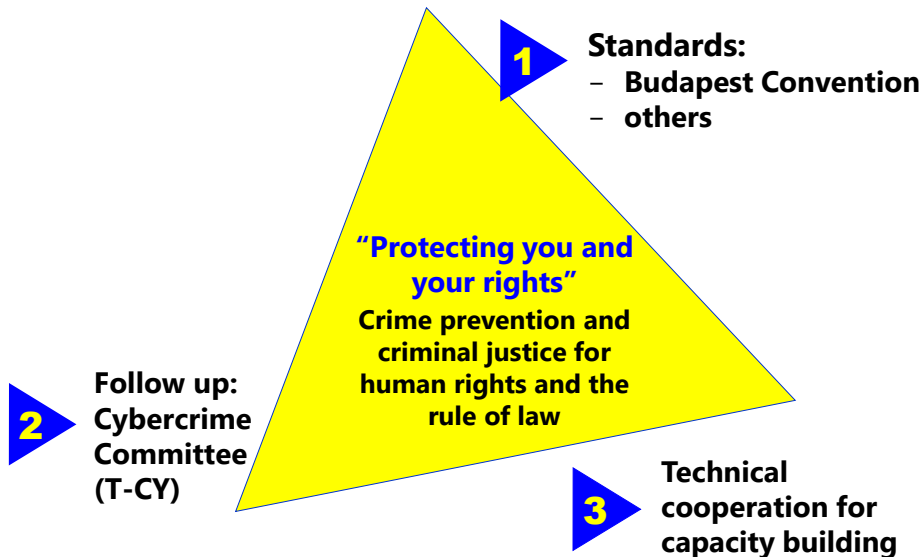 1
Standards:
– Budapest Convention
– others
“Protecting you and
your rights”
Crime prevention and
criminal justice for
human rights and the
rule of law
2
Follow up:
Cybercrime
Committee
(T-CY)
3
Technical
cooperation for
capacity building